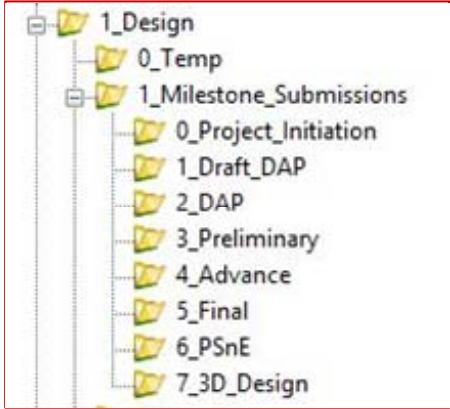 1_Design
0_Temp
1_Milestone_Submissions
0_Project_Initiation
1_Draft_DAP
2_DAP
3_Preliminary
4_Advance
5_Final
6_PSnE
7_3D_Design